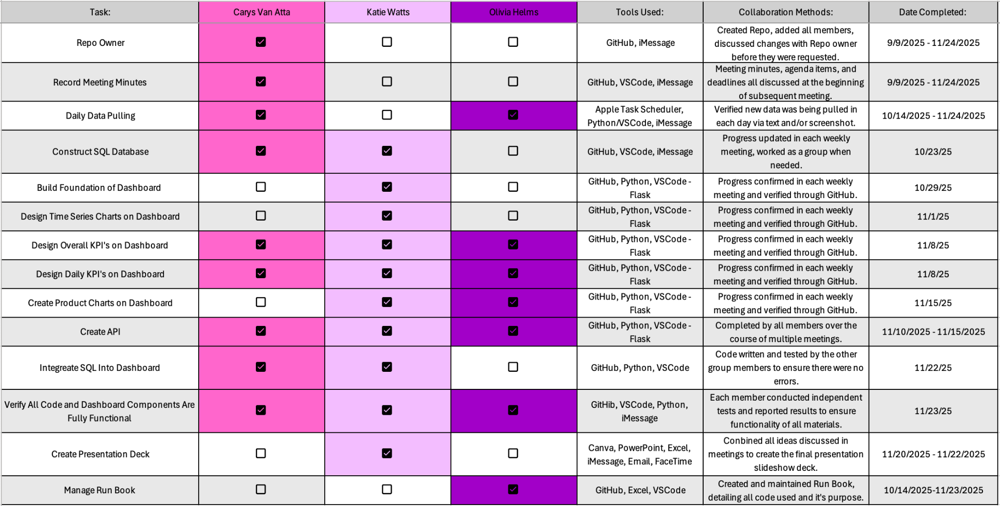 Task:
Carys Van Atta
Katie Watts
Olivia Helms
Tools Used:
Collaboration Methods:
Date Completed:
Repo Owner
GitHub, iMessage
Created Repo, added all members,
discussed changes with Repo owner
before they were requested.
9/9/2025 - 11/24/2025
Record Meeting Minutes
GitHub, VSCode, iMessage
Meeting minutes, agenda items, and
deadlines all discussed at the beginning
of subsequent meeting.
9/9/2025 - 11/24/2025
Daily Data Pulling
Apple Task Scheduler,
Python/VSCode, iMessage
Verified new data was being pulled in
each day via text and/or screenshot.
10/14/2025 - 11/24/2025
Construct SQL Database
GitHub, VSCode, iMessage
Progress updated in each weekly
meeting, worked as a group when
needed.
10/23/25
Build Foundation of Dashboard
GitHub, Python, VSCode -
Flask
Progress confirmed in each weekly
meeting and verified through GitHub.
10/29/25
Design Time Series Charts on Dashboard
GitHub, Python, VSCode -
Flask
Progress confirmed in each weekly
meeting and verified through GitHub.
11/1/25
Design Overall KPI's on Dashboard
GitHub, Python, VSCode -
Flask
Progress confirmed in each weekly
meeting and verified through GitHub.
11/8/25
Design Daily KPI's on Dashboard
GitHub, Python, VSCode -
Flask
Progress confirmed in each weekly
meeting and verified through GitHub.
11/8/25
Create Product Charts on Dashboard
GitHub, Python, VSCode -
Flask
Progress confirmed in each weekly
meeting and verified through GitHub.
11/15/25
Create API
GitHub, Python, VSCode -
Flask
Completed by all members over the
course of multiple meetings.
11/10/2025 - 11/15/2025
Integreate SQL Into Dashboard
GitHub, Python, VSCode
Code written and tested by the other
group members to ensure there were no
errors.
11/22/25
Verify All Code and Dashboard Components Are
Fully Functional
GitHib, VSCode, Python,
iMessage
Each member conducted independent
tests and reported results to ensure
functionality of all materials.
11/23/25
Create Presentation Deck
Canva, PowerPoint, Excel,
iMessage, Email, FaceTime
Conbined all ideas discussed in
meetings to create the final presentation
slideshow deck.
11/20/2025 - 11/22/2025
Manage Run Book
GitHub, Excel, VSCode
Created and maintained Run Book,
detailing all code used and it's purpose.
10/14/2025-11/23/2025